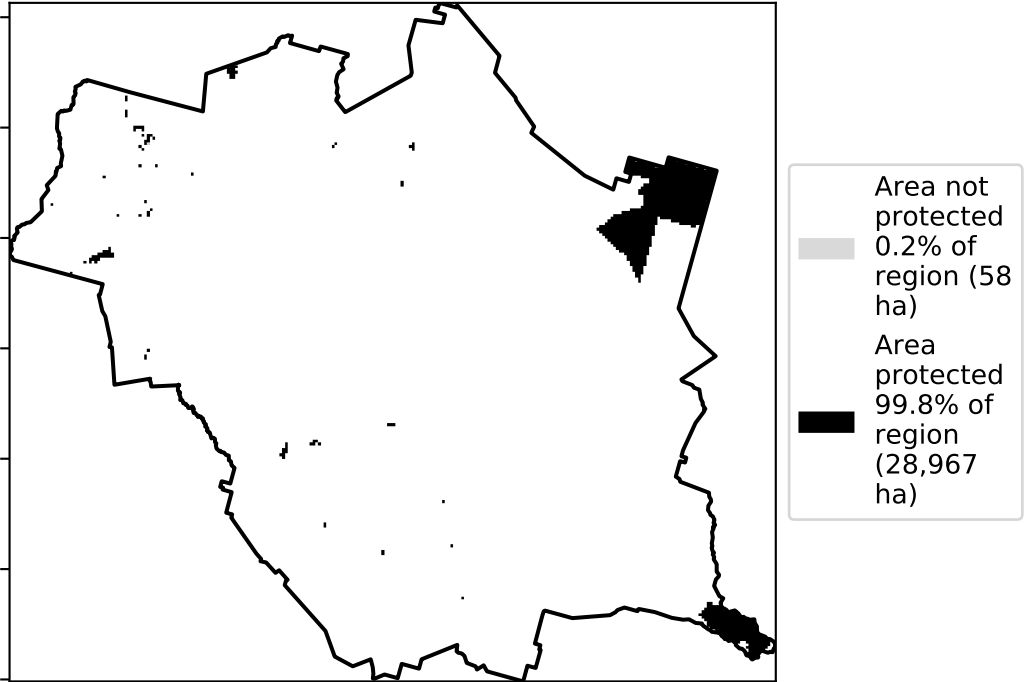 Area not
protected
0.2% of
region (58
ha)
Area
protected
99.8% of
region
(28,967
ha)